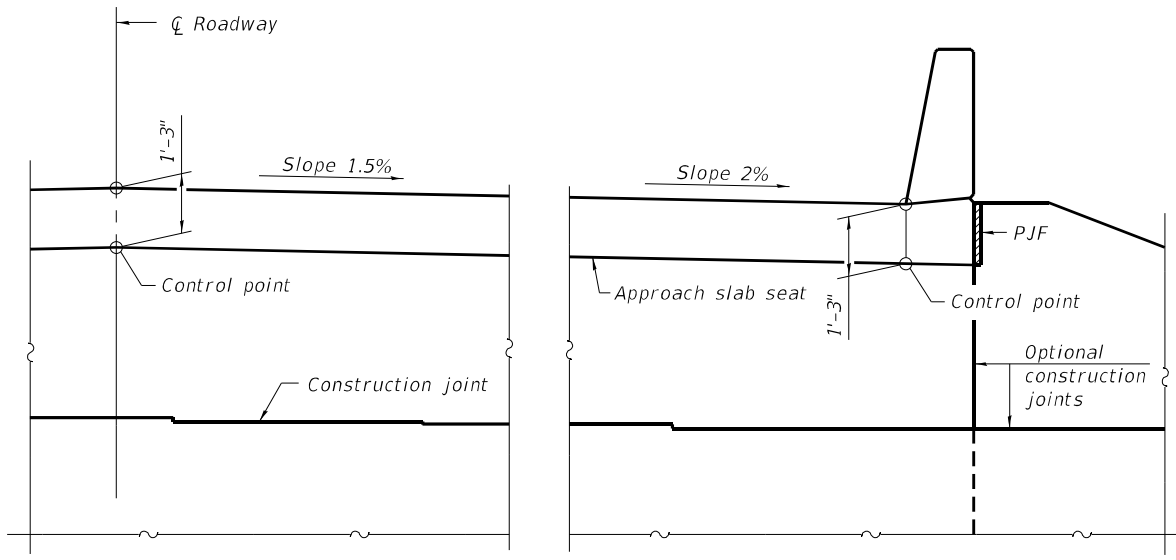 ℄ Roadway
1'-3"
Slope 1.5%
Slope 2%
PJF
Control point
Approach slab seat
1'-3"
Control point
Optional
construction
joints
Construction joint